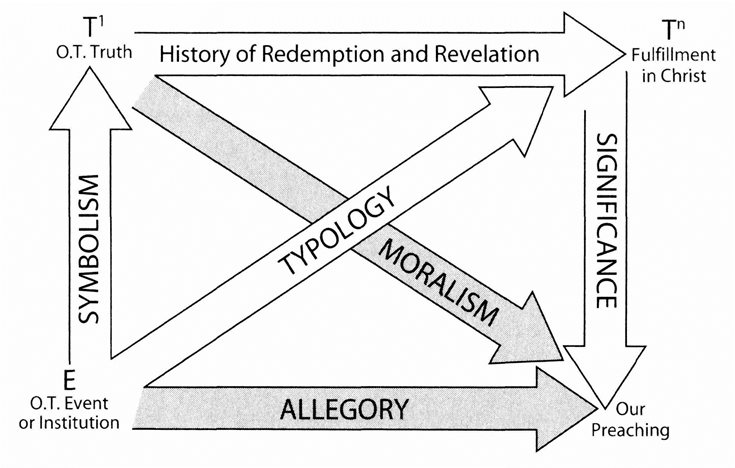 T¹
O.T. Truth
History of Redemption and Revelation
Tⁿ
Fulfillment
in Christ
SYMBOLISM
TYPOLOGY
MORALISM
SIGNIFICANCE
E
O.T. Event
or Institution
ALLEGORY
Our
Preaching